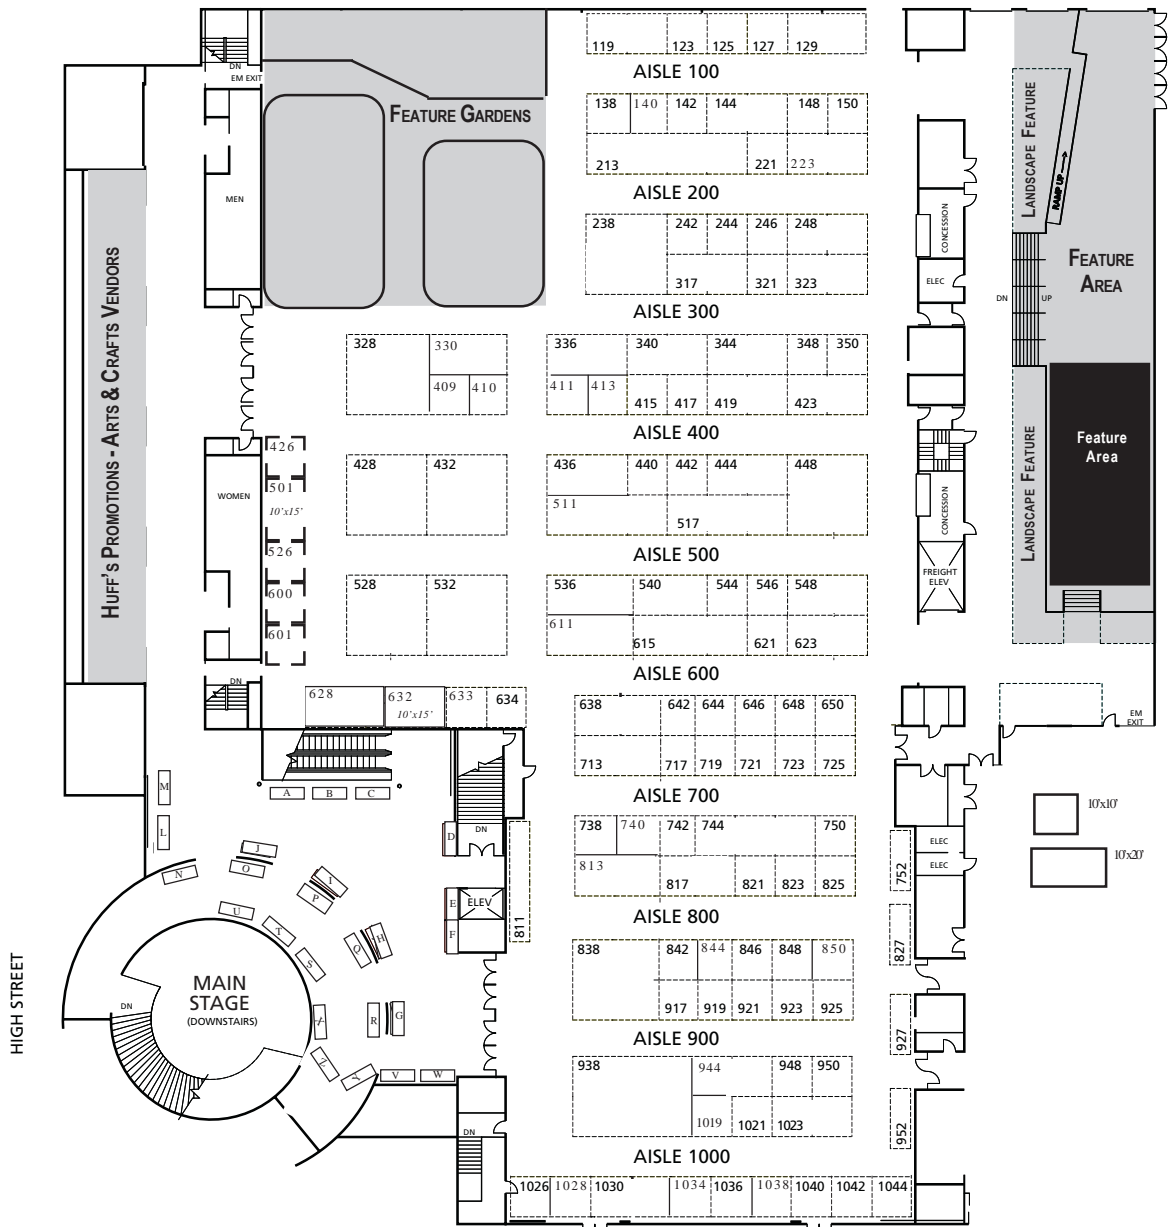 119 123 125 127 129
DN
EM EXIT
AISLE 100
138 140 142 144 148 150
FEATURE GARDENS
LANDSCAPE FEATURE
RAMP UP
213 221 223
MEN
AISLE 200
CONCESSION
238 242 244 246 248
FEATURE
AREA
ELEC
317 321 323
DN UP
AISLE 300
HUFF'S PROMOTIONS - ARTS & CRAFTS VENDORS
328 330 336 340 344 348 350
409 410 411 413 415 417 419 423
AISLE 400
Feature
Area
LANDSCAPE FEATURE
426
428 432 436 440 442 444 448
WOMEN
501
10'x15'
511 517
CONCESSION
526
AISLE 500
FREIGHT
ELEV
528 532 536 540 544 546 548
600
601
611 615 621 623
AISLE 600
DN
628 632 633 634
10'x15'
638 642 644 646 648 650
EM
EXIT
713 717 719 721 723 725
M
A B C
AISLE 700
10'x10'
L
D
DN
738 740 742 744 750
ELEC
J
10'x20'
O
813 817 821 823 825
ELEC
752
N
I
P
E
ELEV
811
U
AISLE 800
T
F
827
Q
H
838 842 844 846 848 850
S
MAIN
STAGE
(DOWNSTAIRS)
DN
HIGH STREET
917 919 921 923 925
X
R
G
927
AISLE 900
Z
Y
V
W
938 944 948 950
952
1019 1021 1023
DN
AISLE 1000
1026 1028 1030 1034 1036 1038 1040 1042 1044